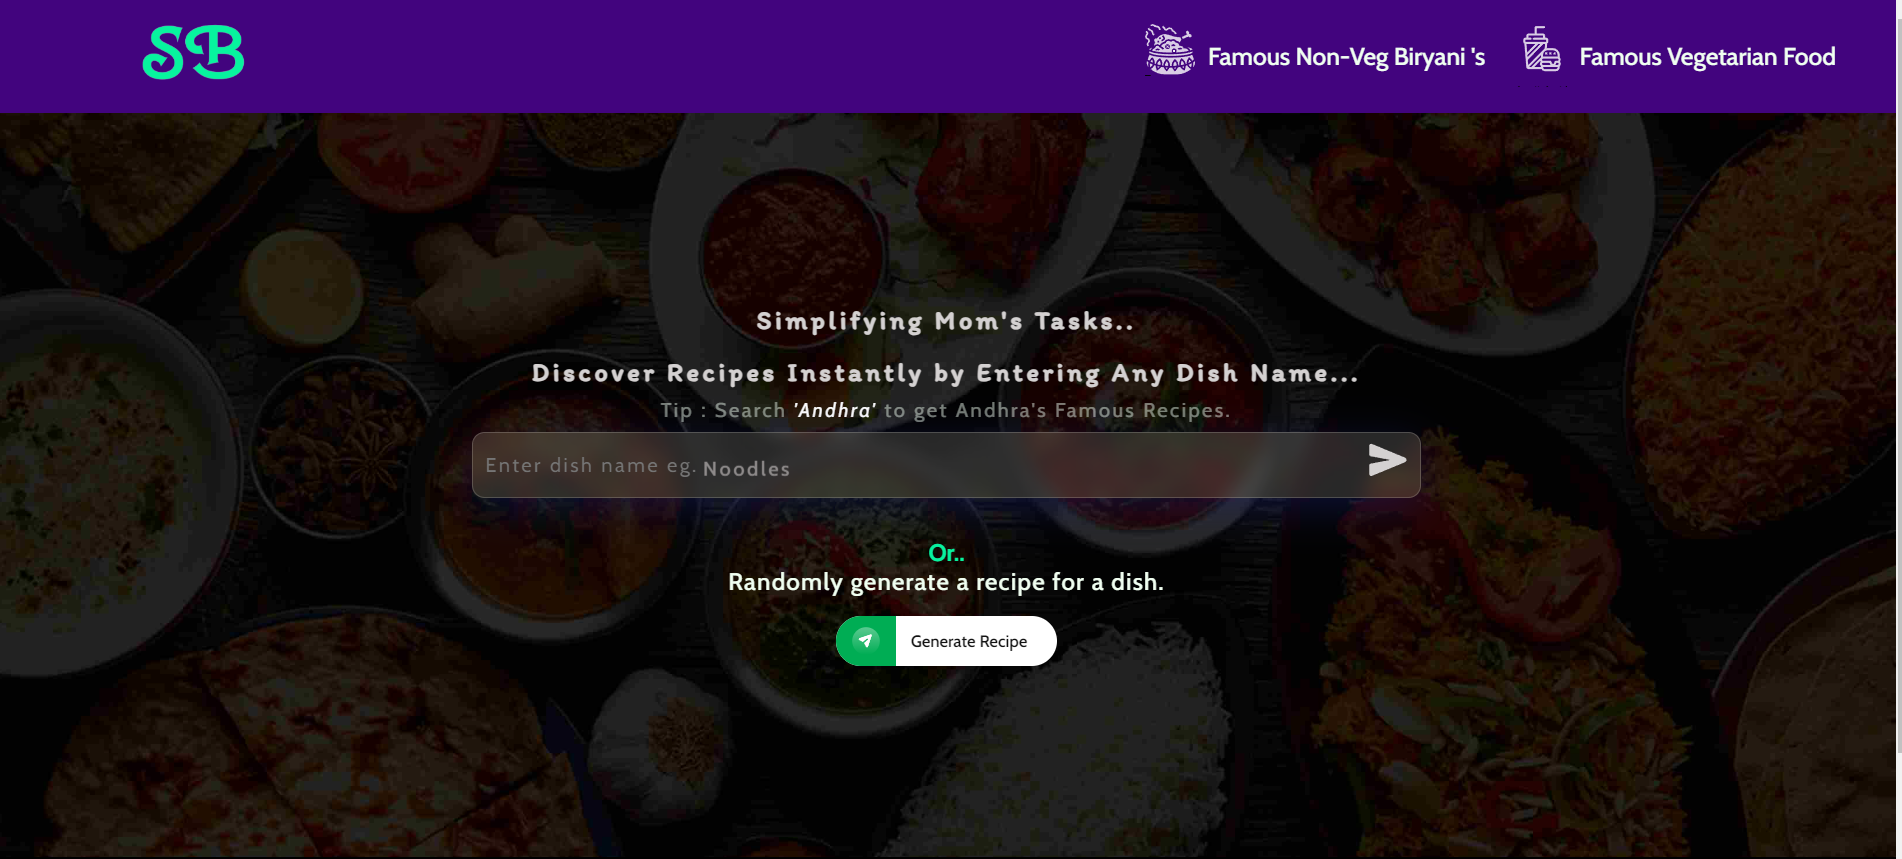 SB
Famous Non-Veg Biryani 's
Famous Vegetarian Food
Simplifying Mom's Tasks..
Discover Recipes Instantly by Entering Any Dish Name...
Tip : Search 'Andhra' to get Andhra's Famous Recipes.
Enter dish name eg. Noodles
Or..
Randomly generate a recipe for a dish.
Generate Recipe